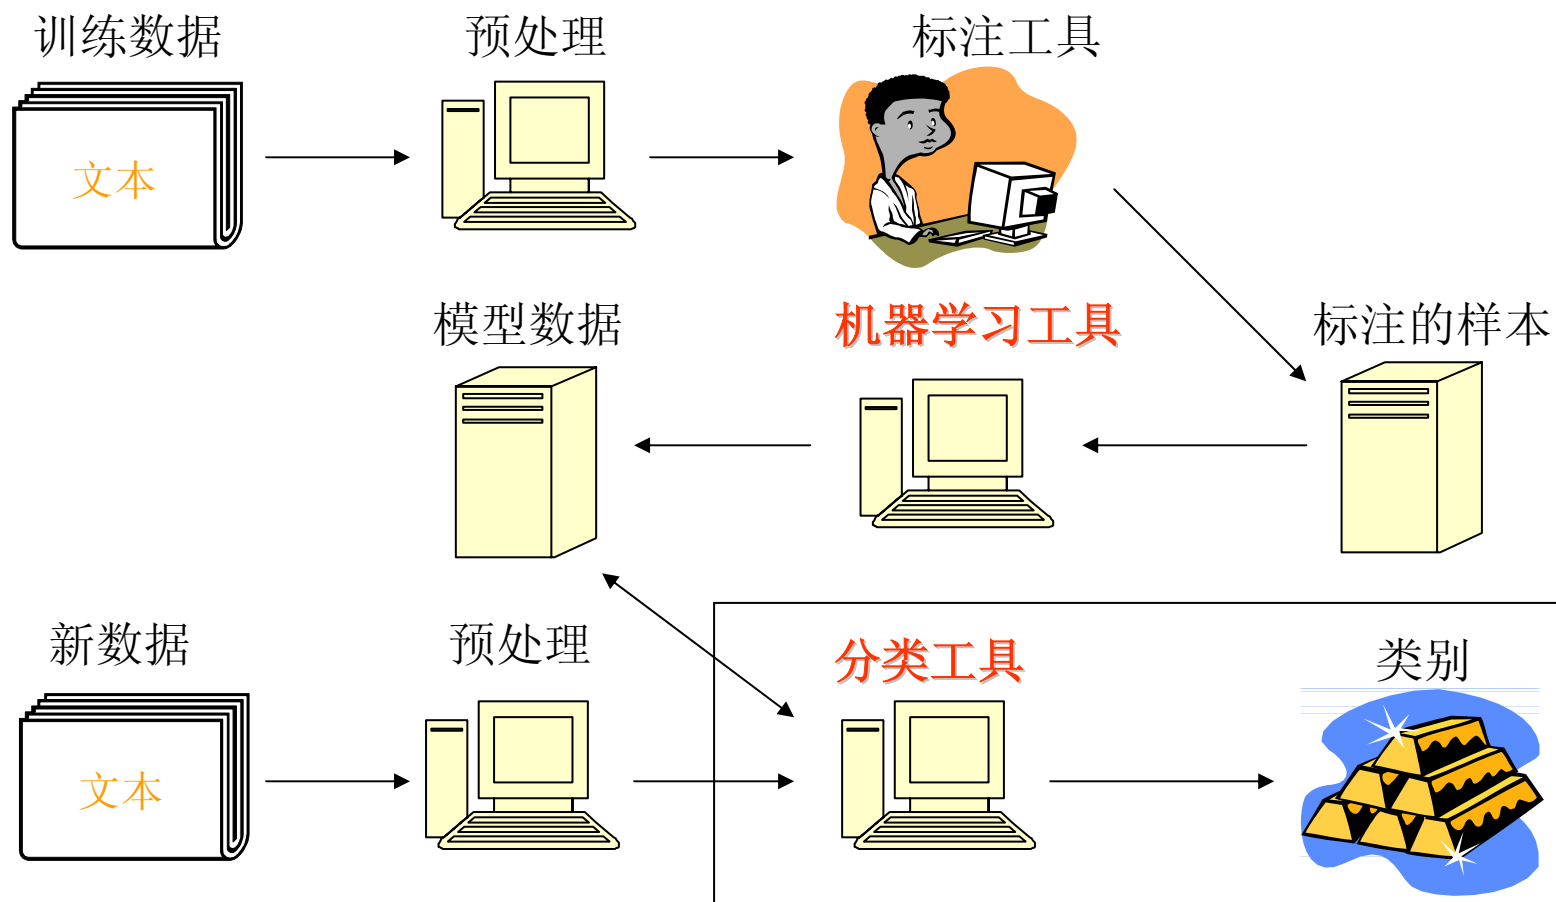 训练数据
预处理
标注工具
文本
模型数据
机器学习工具
标注的样本
新数据
预处理
分类工具
类别
文本